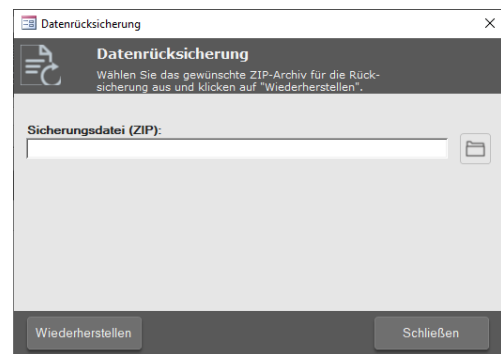 Datenrücksicherung
Datenrücksicherung
Wählen Sie das gewünschte ZIP-Archiv für die Rück-
sicherung aus und klicken auf "Wiederherstellen".
Sicherungsdatei (ZIP):
Wiederherstellen
Schließen